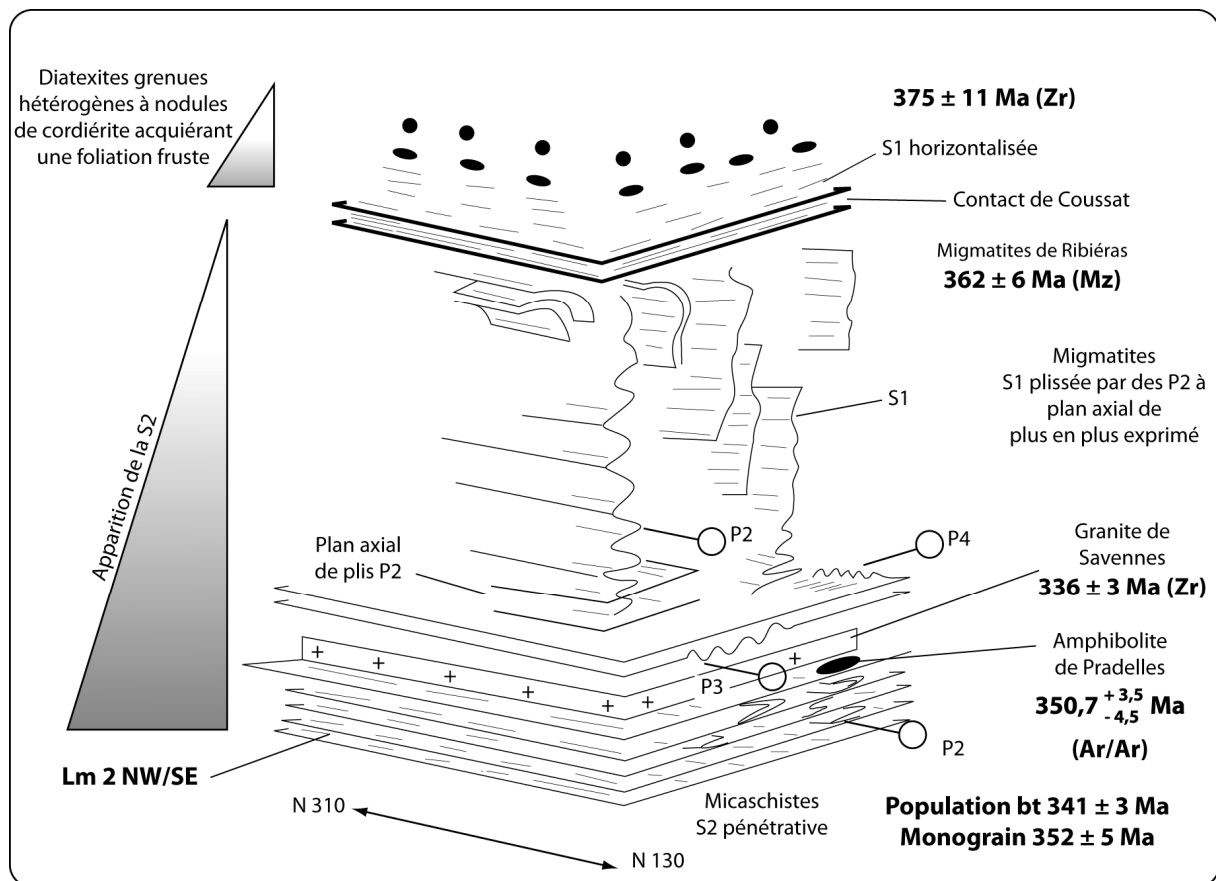 Diatexites grenues
hétérogènes à nodules
de cordiérite acquiérant
une foliation fruste
375 ± 11 Ma (Zr)
S1 horizontalisée
Contact de Coussat
Migmatites de Ribiéras
362 ± 6 Ma (Mz)
Migmatites
S1 plissée par des P2 à
plan axial de
plus en plus exprimé
S1
Apparition de la S2
P2
P4
Plan axial
de plis P2
Granite de
Savennes
336 ± 3 Ma (Zr)
Amphibolite
de Pradelles
350,7 + 3,5 - 4,5 Ma
(Ar/Ar)
+ + + + + + +
P3
P2
Lm 2 NW/SE
N 310
N 130
Micaschistes
S2 pénétrative
Population bt 341 ± 3 Ma
Monograin 352 ± 5 Ma